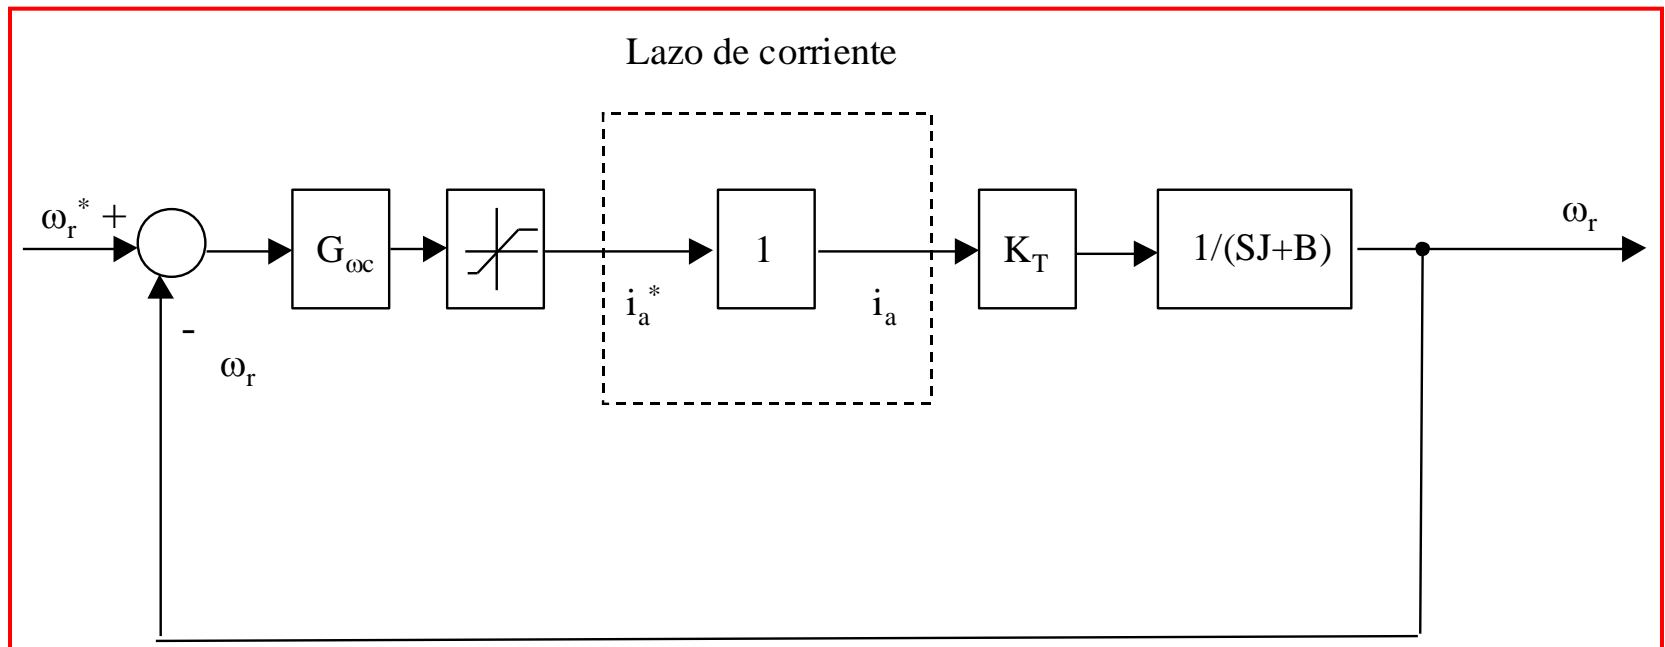 Lazo de corriente
ωr* +
Gωc
1
KT
1/(SJ+B)
ωr
ia*
ia
-
ωr